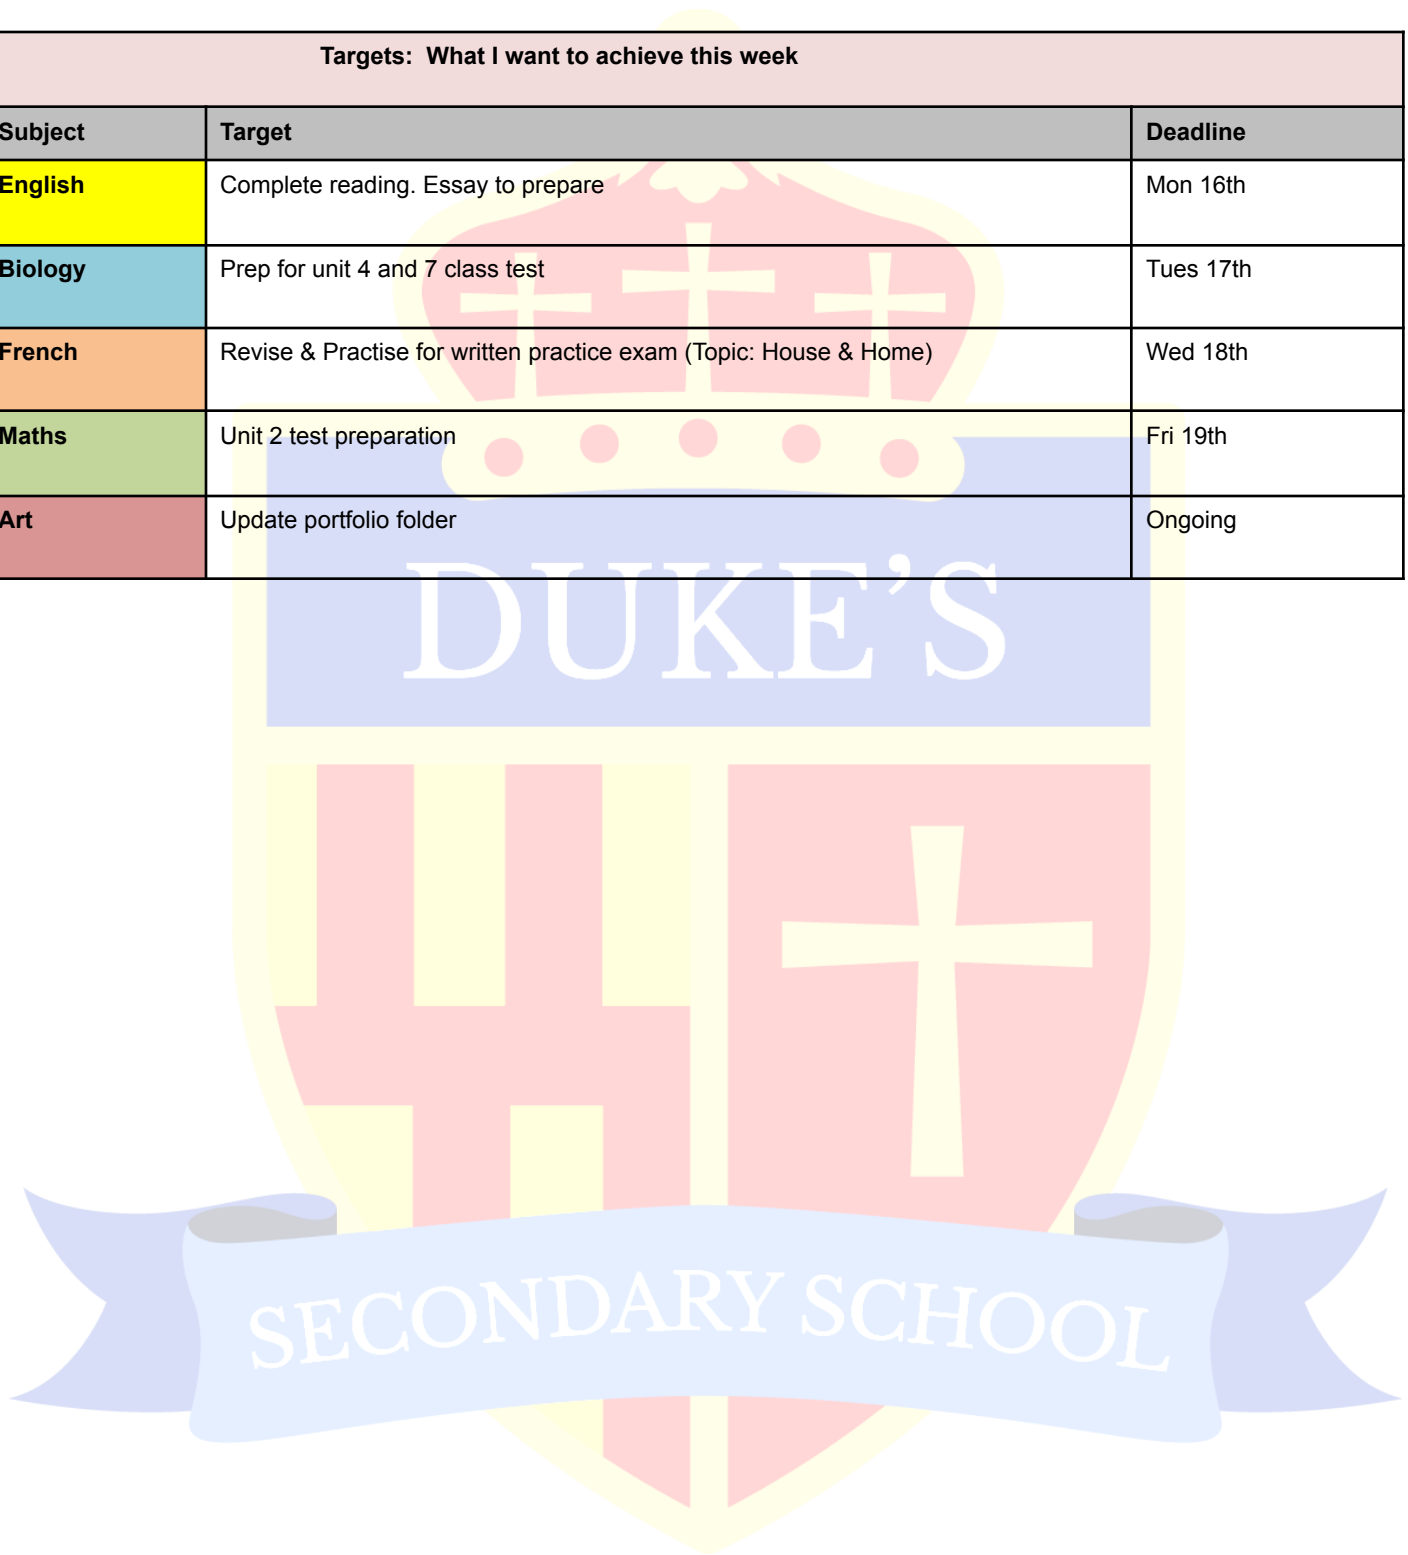 Targets: What I want to achieve this week
Subject Target Deadline
English Complete reading. Essay to prepare Mon 16th
Biology Prep for unit 4 and 7 class test Tues 17th
French Revise & Practise for written practice exam (Topic: House & Home) Wed 18th
Maths Unit 2 test preparation Fri 19th
Art Update portfolio folder Ongoing
DUKE’S
SECONDARY SCHOOL